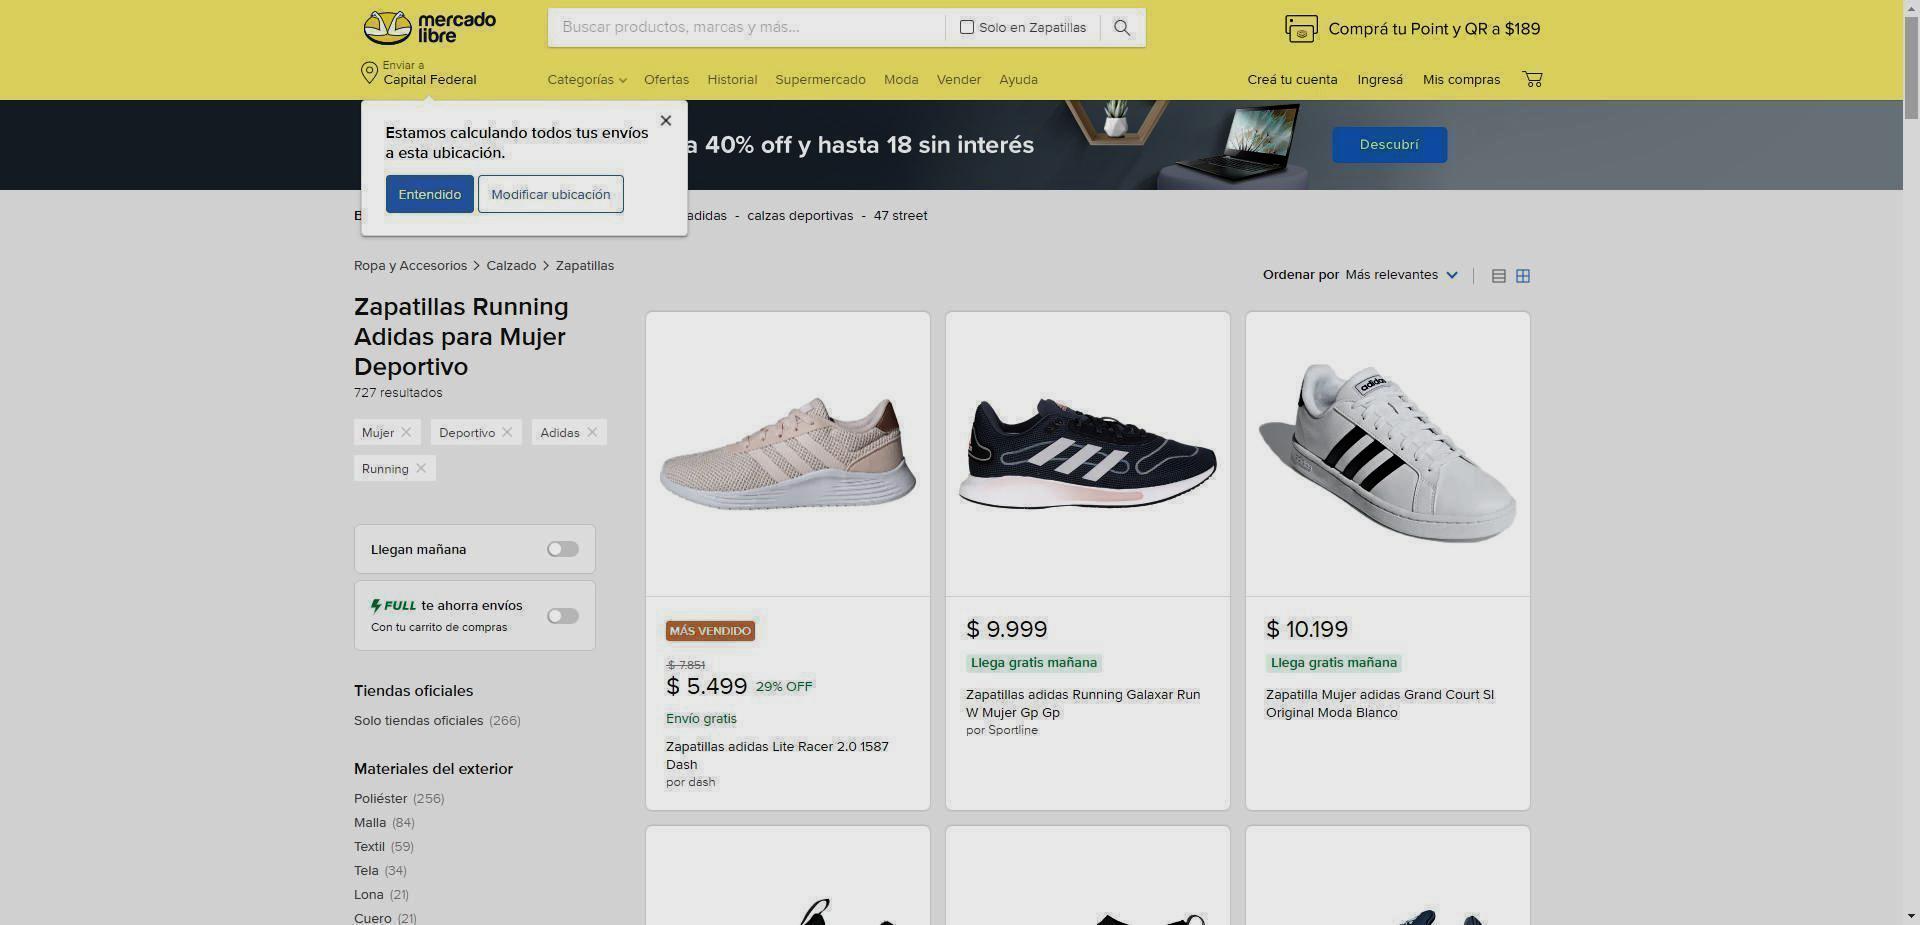 mercado
libre
Buscar productos, marcas y más...
Solo en Zapatillas
Comprá tu Point y QR a $189
Enviar a
Capital Federal
Categorías
Ofertas
Historial
Supermercado
Moda
Vender
Ayuda
Creá tu cuenta
Ingresá
Mis compras
Estamos calculando todos tus envíos
a esta ubicación.
Entendido
Modificar ubicación
a 40% off y hasta 18 sin interés
Descubrí
B
adidas - calzas deportivas - 47 street
Ropa y Accesorios > Calzado > Zapatillas
Ordenar por Más relevantes
Zapatillas Running
Adidas para Mujer
Deportivo
727 resultados
Mujer
Deportivo
Adidas
Running
Llegan mañana
FULL te ahorra envíos
Con tu carrito de compras
Tiendas oficiales
Solo tiendas oficiales (266)
Materiales del exterior
Poliéster (256)
Malla (84)
Textil (59)
Tela (34)
Lona (21)
Cuero (21)
MÁS VENDIDO
$ 7.851
$ 5.499 29% OFF
Envío gratis
Zapatillas adidas Lite Racer 2.0 1587
Dash
por dash
$ 9.999
Llega gratis mañana
Zapatillas adidas Running Galaxar Run
W Mujer Gp Gp
por Sportline
adidas
$ 10.199
Llega gratis mañana
Zapatilla Mujer adidas Grand Court Sl
Original Moda Blanco